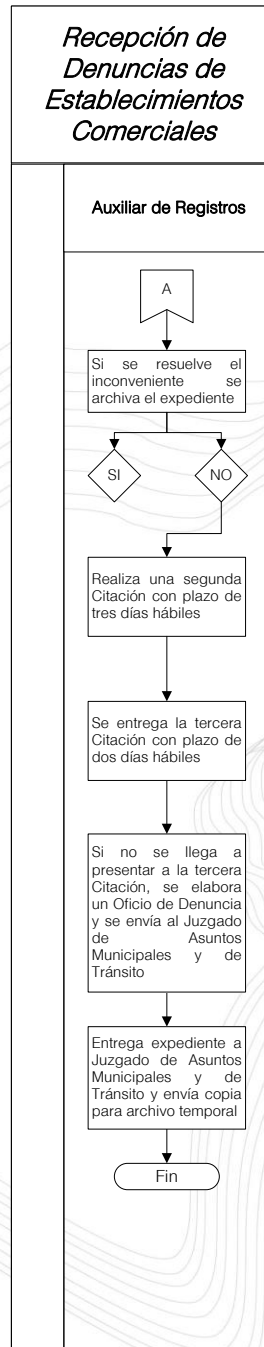 Recepción de
Denuncias de
Establecimientos
Comerciales
Auxiliar de Registros
A
Si se resuelve el
inconveniente se
archiva el expediente
SI NO
Realiza una segunda
Citación con plazo de
tres días hábiles
Se entrega la tercera
Citación con plazo de
dos días hábiles
Si no se llega a
presentar a la tercera
Citación, se elabora
un Oficio de Denuncia
y se envía al Juzgado
de Asuntos
Municipales y de
Tránsito
Entrega expediente a
Juzgado de Asuntos
Municipales y de
Tránsito y envía copia
para archivo temporal
Fin